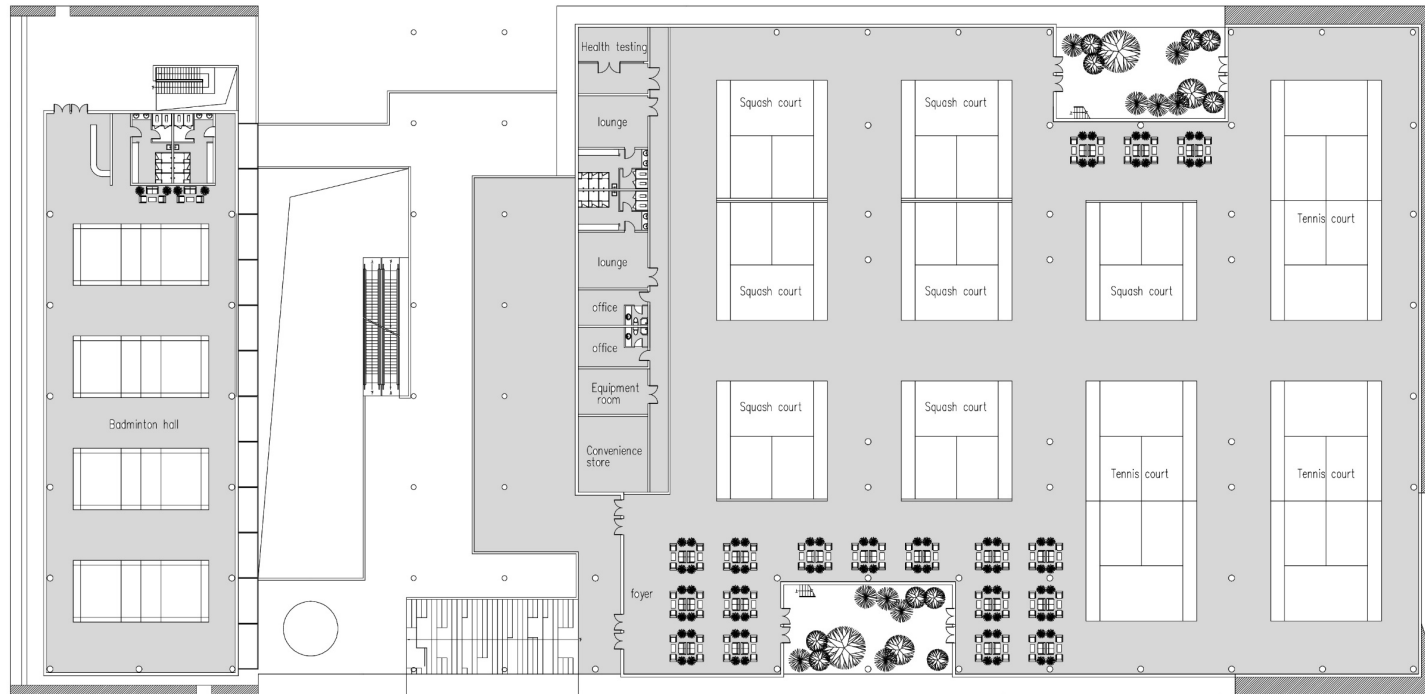 Health testing
lounge
lounge
office
office
Equipment
room
Convenience
store
foyer
Badminton hall
Squash court
Squash court
Squash court
Squash court
Squash court
Tennis court
Squash court
Squash court
Tennis court
Tennis court